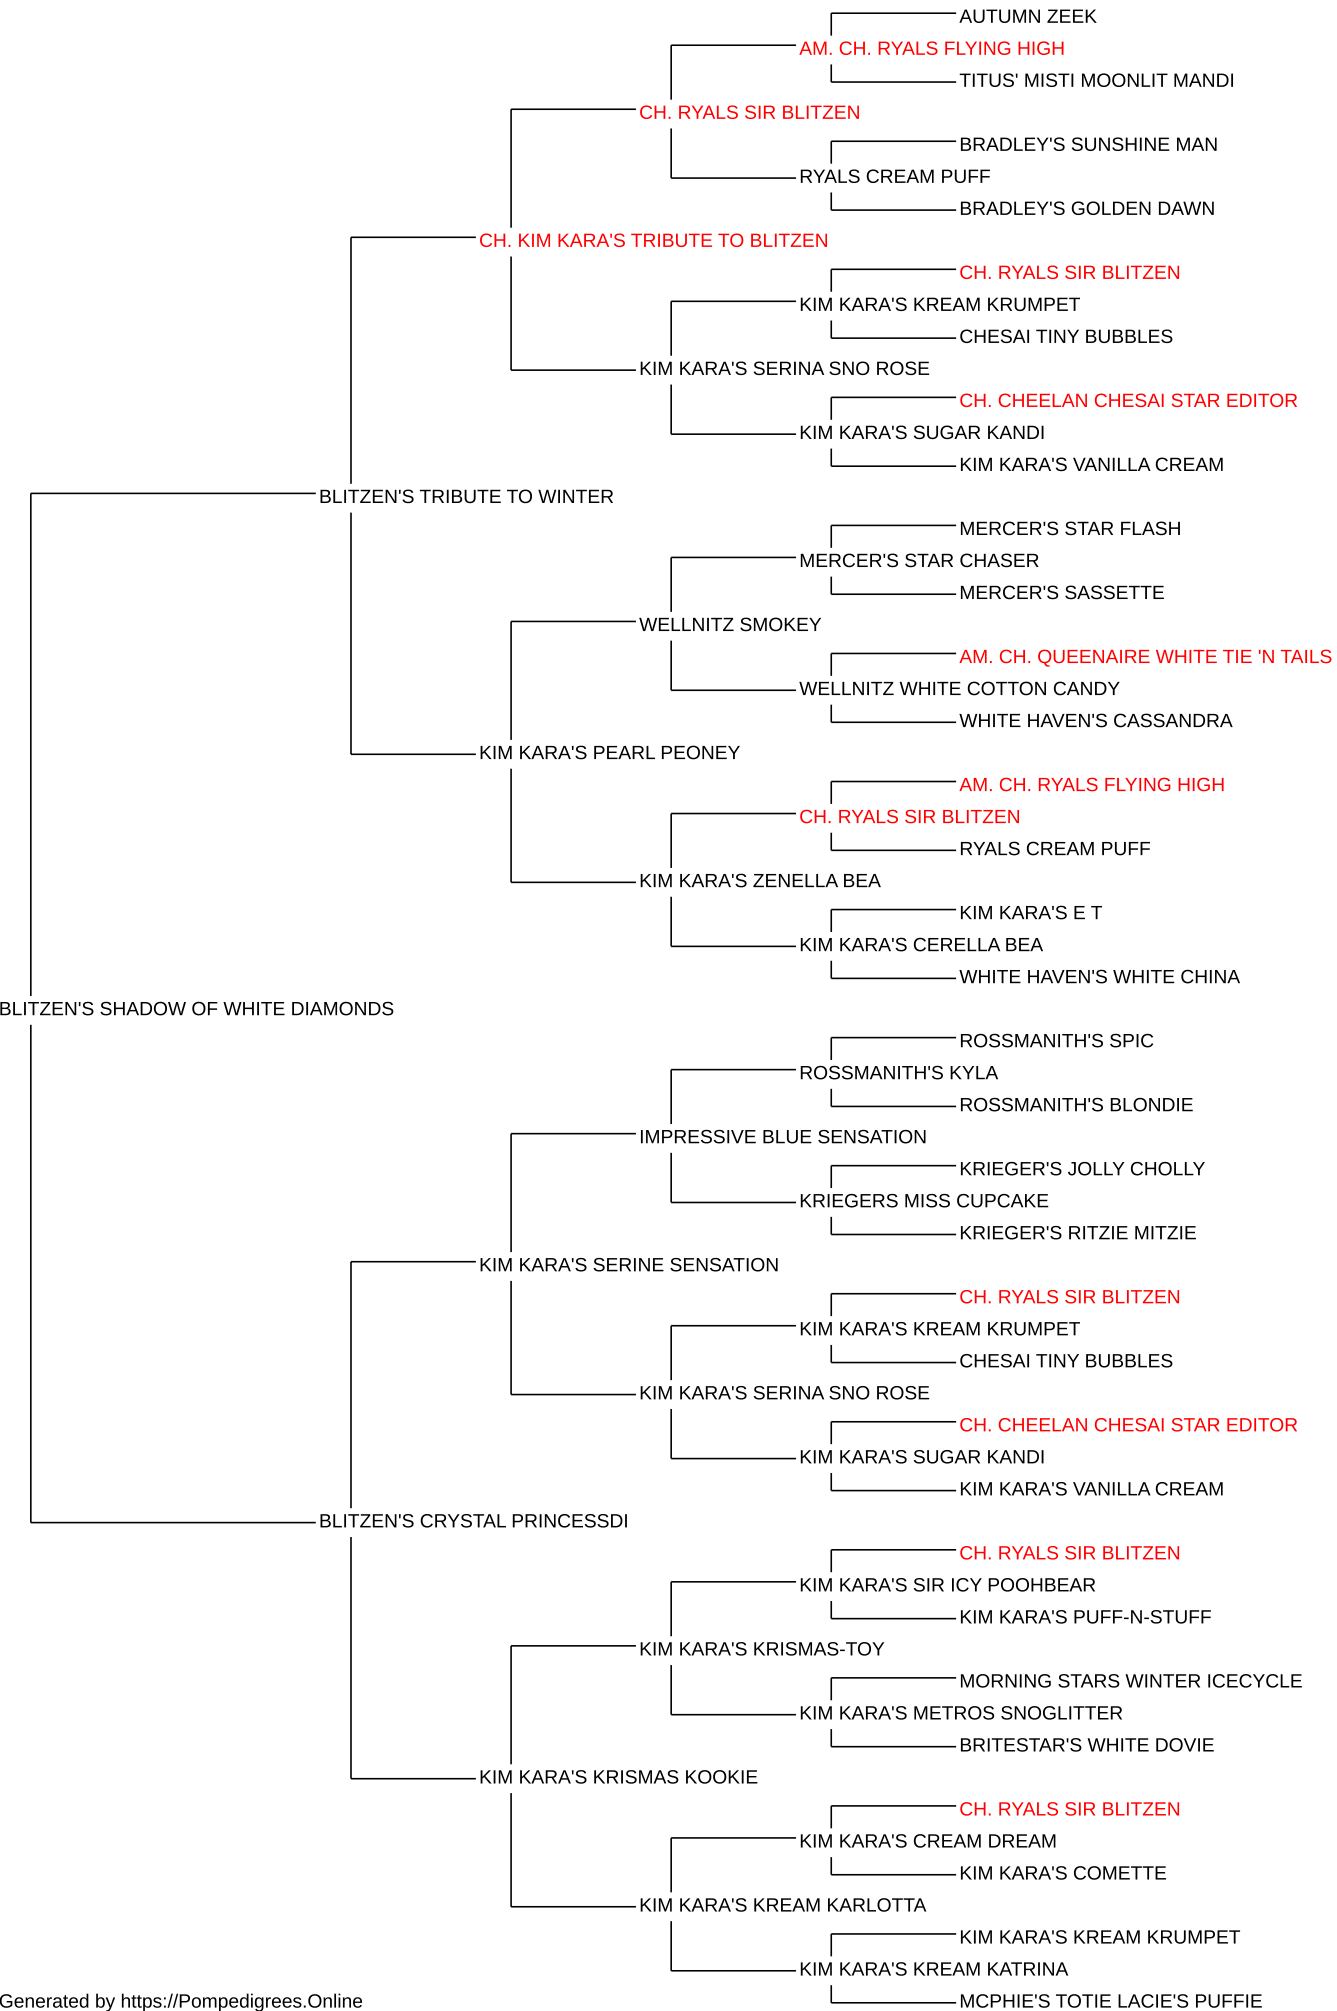 AUTUMN ZEEK
AM. CH. RYALS FLYING HIGH
TITUS' MISTI MOONLIT MANDI
CH. RYALS SIR BLITZEN
BRADLEY'S SUNSHINE MAN
RYALS CREAM PUFF
BRADLEY'S GOLDEN DAWN
CH. KIM KARA'S TRIBUTE TO BLITZEN
CH. RYALS SIR BLITZEN
KIM KARA'S KREAM KRUMPET
CHESAI TINY BUBBLES
KIM KARA'S SERINA SNO ROSE
CH. CHEELAN CHESAI STAR EDITOR
KIM KARA'S SUGAR KANDI
KIM KARA'S VANILLA CREAM
BLITZEN'S TRIBUTE TO WINTER
MERCER'S STAR FLASH
MERCER'S STAR CHASER
MERCER'S SASSETTE
WELLNITZ SMOKEY
AM. CH. QUEENAIRE WHITE TIE 'N TAILS
WELLNITZ WHITE COTTON CANDY
WHITE HAVEN'S CASSANDRA
KIM KARA'S PEARL PEONEY
AM. CH. RYALS FLYING HIGH
CH. RYALS SIR BLITZEN
RYALS CREAM PUFF
KIM KARA'S ZENELLA BEA
KIM KARA'S E T
KIM KARA'S CERELLA BEA
WHITE HAVEN'S WHITE CHINA
BLITZEN'S SHADOW OF WHITE DIAMONDS
ROSSMANITH'S SPIC
ROSSMANITH'S KYLA
ROSSMANITH'S BLONDIE
IMPRESSIVE BLUE SENSATION
KRIEGER'S JOLLY CHOLLY
KRIEGERS MISS CUPCAKE
KRIEGER'S RITZIE MITZIE
KIM KARA'S SERINE SENSATION
CH. RYALS SIR BLITZEN
KIM KARA'S KREAM KRUMPET
CHESAI TINY BUBBLES
KIM KARA'S SERINA SNO ROSE
CH. CHEELAN CHESAI STAR EDITOR
KIM KARA'S SUGAR KANDI
KIM KARA'S VANILLA CREAM
BLITZEN'S CRYSTAL PRINCESSDI
CH. RYALS SIR BLITZEN
KIM KARA'S SIR ICY POOHBEAR
KIM KARA'S PUFF-N-STUFF
KIM KARA'S KRISMAS-TOY
MORNING STARS WINTER ICECYCLE
KIM KARA'S METROS SNOGLITTER
BRITESTAR'S WHITE DOVIE
KIM KARA'S KRISMAS KOOKIE
CH. RYALS SIR BLITZEN
KIM KARA'S CREAM DREAM
KIM KARA'S COMETTE
KIM KARA'S KREAM KARLOTTA
KIM KARA'S KREAM KRUMPET
KIM KARA'S KREAM KATRINA
MCPHIE'S TOTIE LACIE'S PUFFIE
Generated by https://Pompedigrees.Online